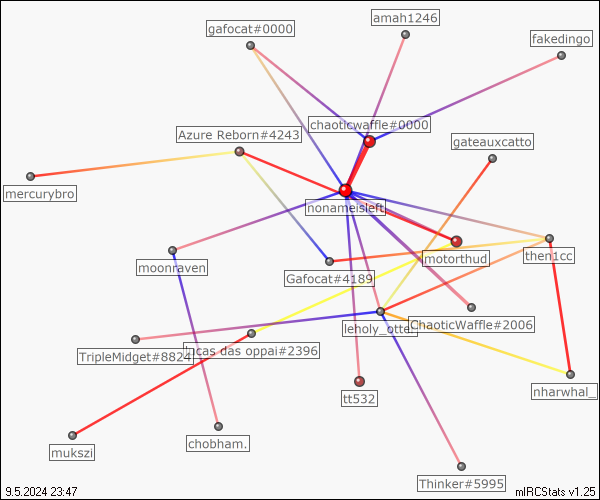 amah1246
gafocat#0000
fakedingo
chaoticwaffle#0000
Azure Reborn#4243
gateauxcatto
mercurybro
nonameisleft
motorthud
then1cc
moonraven
Gafocat#4189
leholy_otte
ChaoticWaffle#2006
TripleMidget#8824
das oppai#2396
nharwhal_
tt532
chobham.
mukszi
Thinker#5995
9.5.2024 23:47
mIRCStats v1.25